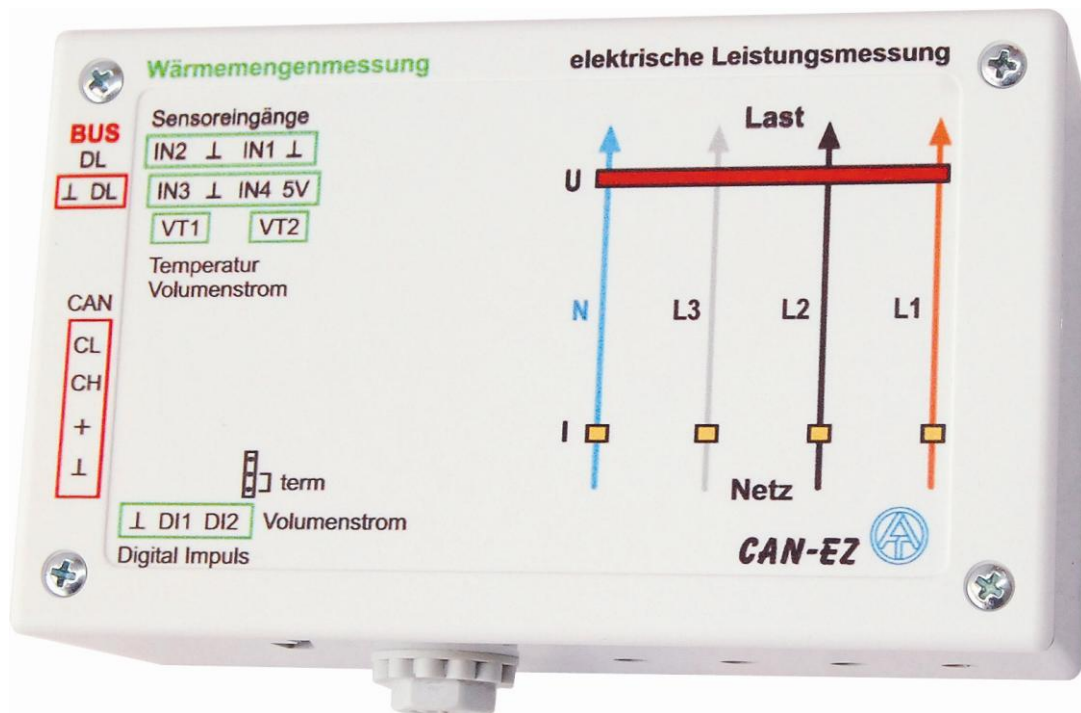 Wärmemengenmessung
elektrische Leistungsmessung
BUS
DL
⊥ DL
Sensoreingänge
IN2 ⊥ IN1 ⊥
IN3 ⊥ IN4 5V
VT1 VT2
Temperatur
Volumenstrom
CAN
CL
CH
+
⊥
term
⊥ DI1 DI2 Volumenstrom
Digital Impuls
Last
U
N L3 L2 L1
I
Netz
CAN-EZ
TA